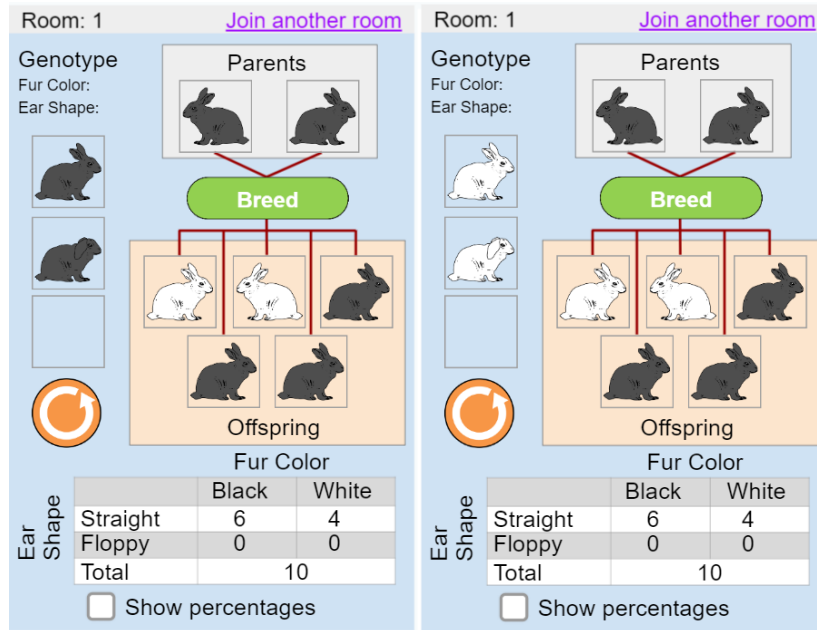 Room: 1 Join another room
Genotype
Fur Color:
Ear Shape:
Parents
Breed
Offspring
Fur Color
Ear Shape
Black White
Straight 6 4
Floppy 0 0
Total 10
Show percentages
Room: 1 Join another room
Genotype
Fur Color:
Ear Shape:
Parents
Breed
Offspring
Fur Color
Ear Shape
Black White
Straight 6 4
Floppy 0 0
Total 10
Show percentages